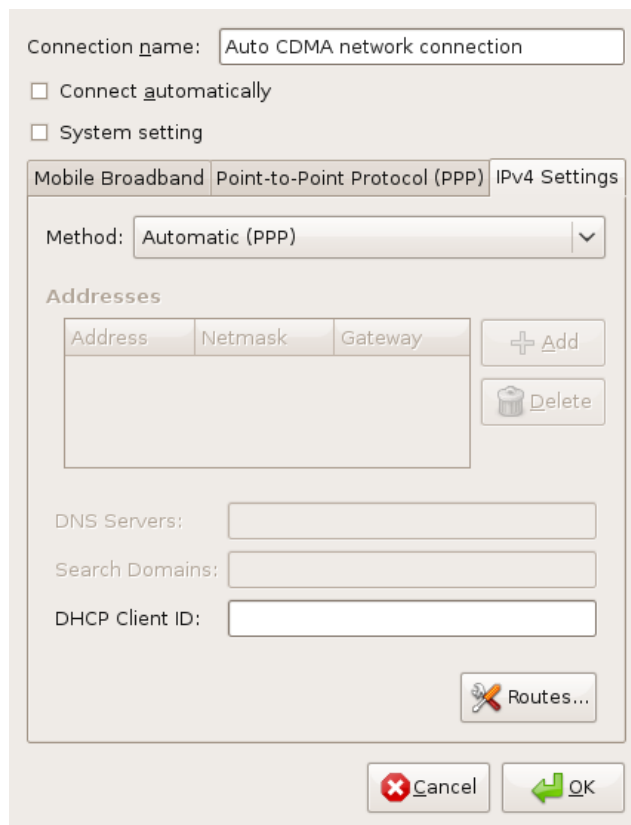 Connection name: Auto CDMA network connection
Connect automatically
System setting
Mobile Broadband Point-to-Point Protocol (PPP) IPv4 Settings
Method: Automatic (PPP)
Addresses
Address Netmask Gateway
Add
Delete
DNS Servers:
Search Domains:
DHCP Client ID:
Routes...
Cancel OK